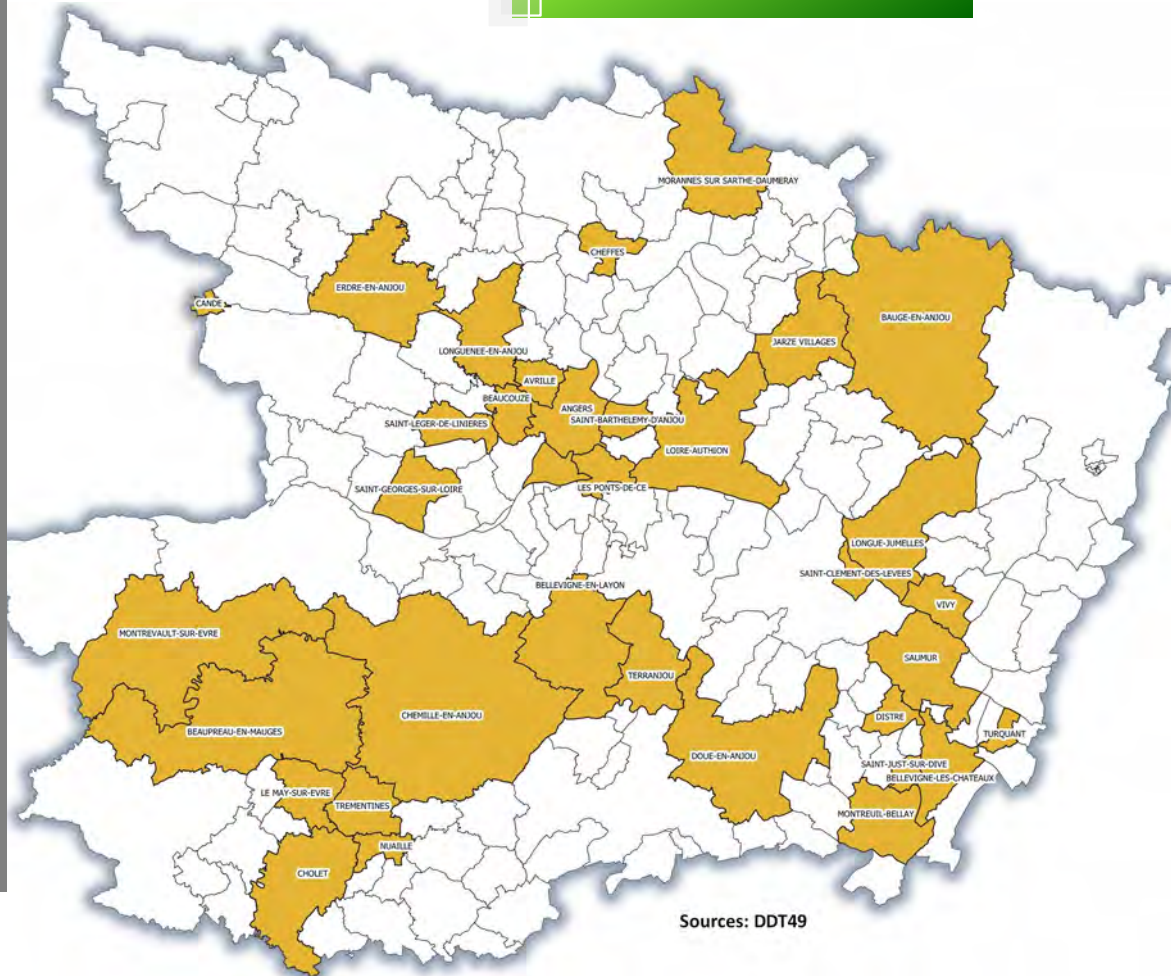 MORANNES SUR SARTHE-DAUMERAY
CHEFFES
ERDRE-EN-ANJOU
CANDE
BAUGE-EN-ANJOU
JARZE VILLAGES
LONGUENEE-EN-ANJOU
AVRILLE
BEAUCOUZE
ANGERS
SAINT-BARTHELEMY-D'ANJOU
SAINT-LEGER-DE-LINIERES
LOIRE-AUTHION
SAINT-GEORGES-SUR-LOIRE
LES PONTS-DE-CE
LONGUE-JUMELLES
SAINT-CLEMENT-DES-LEVEES
BELLEVIGNE-EN-LAYON
VIVY
MONTREVAULT-SUR-EVRE
SAUMUR
TERRANJOU
CHEMILLE-EN-ANJOU
DISTRE
BEAUPREAU-EN-MAUGES
TURQUANT
DOUE-EN-ANJOU
SAINT-JUST-SUR-DIVE
BELLEVIGNE-LES-CHATEAUX
LE MAY-SUR-EVRE
TREMENTINES
MONTREUIL-BELLAY
NUAILLE
CHOLET
Sources: DDT49